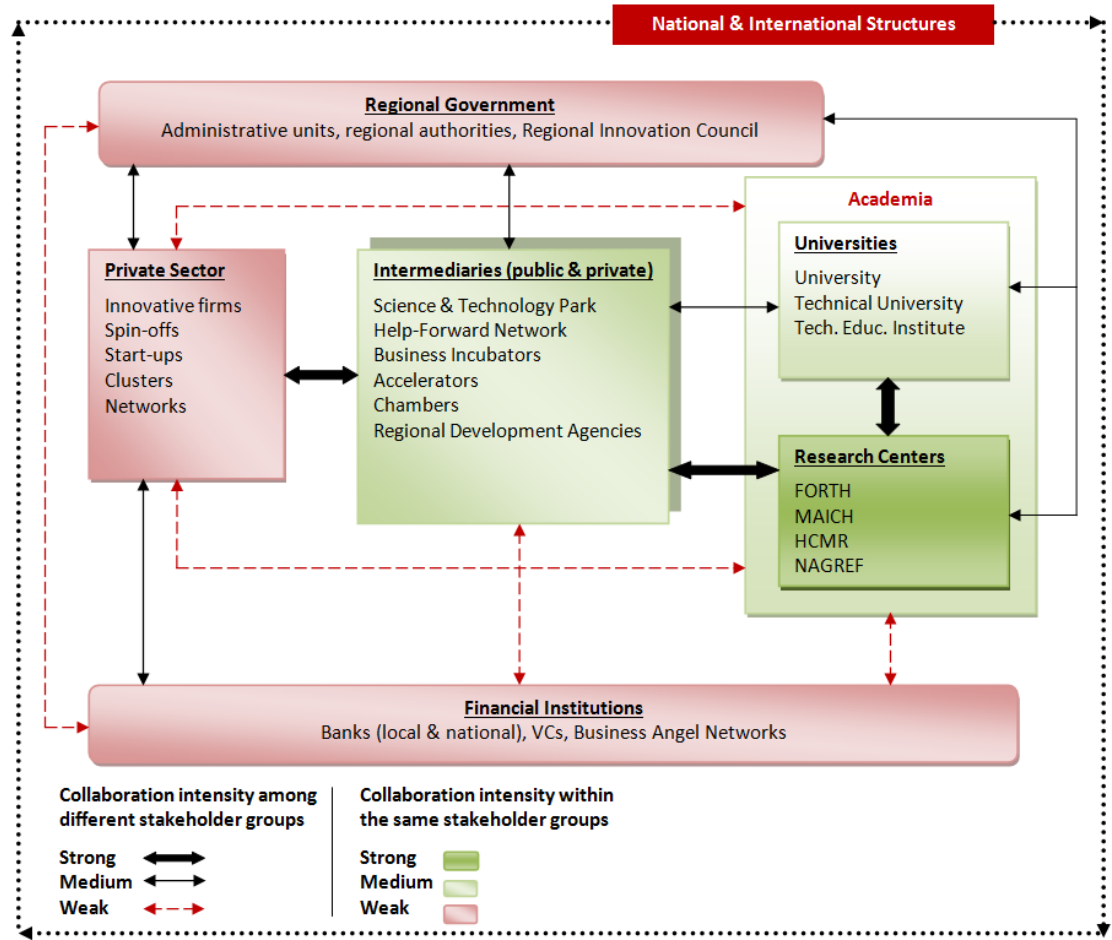 National & International Structures
Regional Government
Administrative units, regional authorities, Regional Innovation Council
Private Sector
Innovative firms
Spin-offs
Start-ups
Clusters
Networks
Intermediaries (public & private)
Science & Technology Park
Help-Forward Network
Business Incubators
Accelerators
Chambers
Regional Development Agencies
Academia
Universities
University
Technical University
Tech. Educ. Institute
Research Centers
FORTH
MAICH
HCMR
NAGREF
Financial Institutions
Banks (local & national), VCs, Business Angel Networks
Collaboration intensity among
different stakeholder groups
Strong
Medium
Weak
Collaboration intensity within
the same stakeholder groups
Strong
Medium
Weak